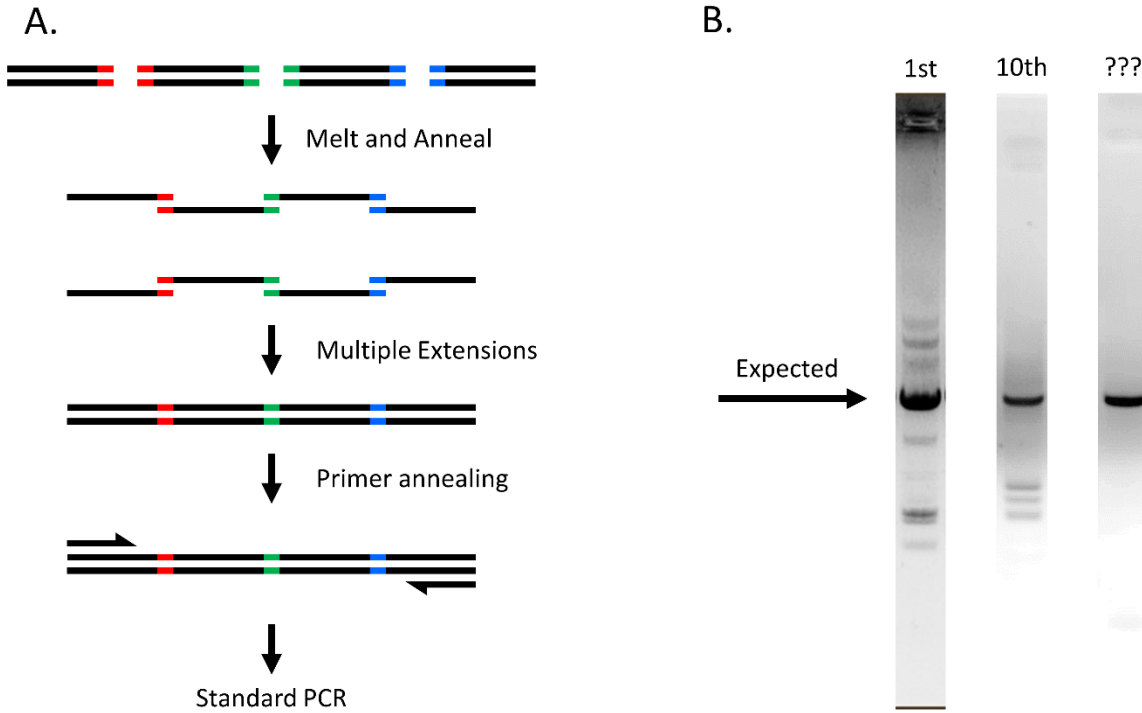 A.
Melt and Anneal
Multiple Extensions
Primer annealing
Standard PCR
B.
1st
10th
???
Expected